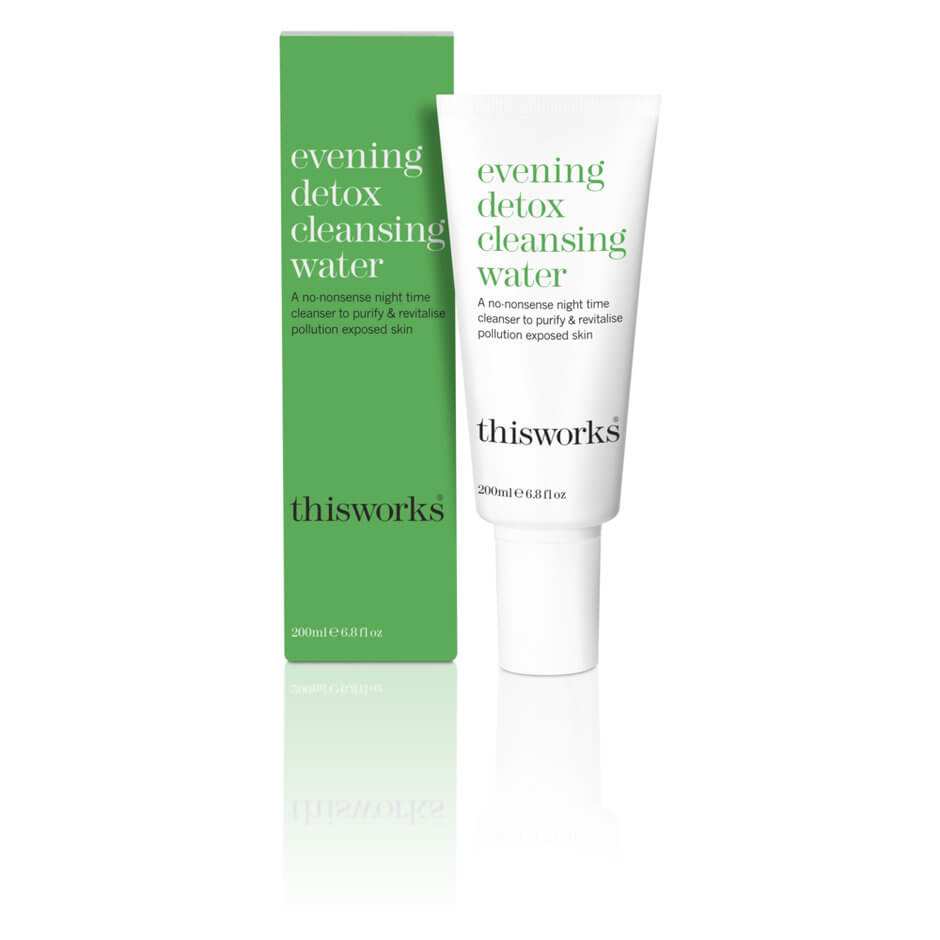 evening
detox
cleansing
water
A no-nonsense night time
cleanser to purify & revitalise
pollution exposed skin
thisworks®
200ml ℮ 6.8 fl oz
evening
detox
cleansing
water
A no-nonsense night time
cleanser to purify & revitalise
pollution exposed skin
thisworks®
200ml ℮ 6.8 fl oz